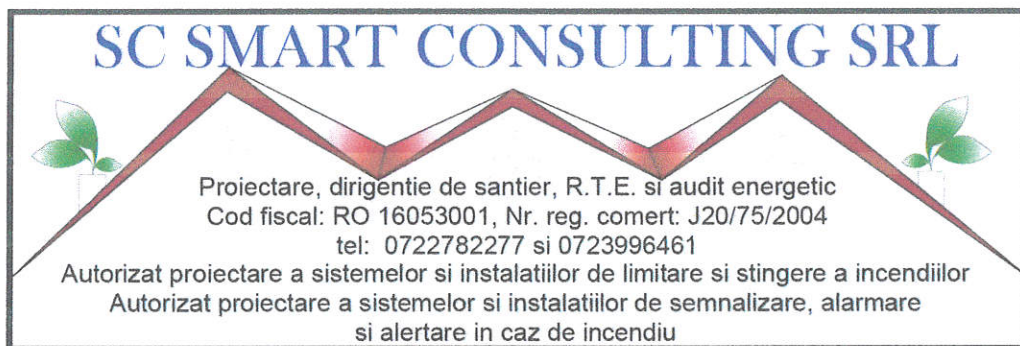 SC SMART CONSULTING SRL
Proiectare, dirigentie de santier, R.T.E. si audit energetic
Cod fiscal: RO 16053001, Nr. reg. comert: J20/75/2004
tel: 0722782277 si 0723996461
Autorizat proiectare a sistemelor si instalatiilor de limitare si stingere a incendiilor
Autorizat proiectare a sistemelor si instalatiilor de semnalizare, alarmare
si alertare in caz de incendiu